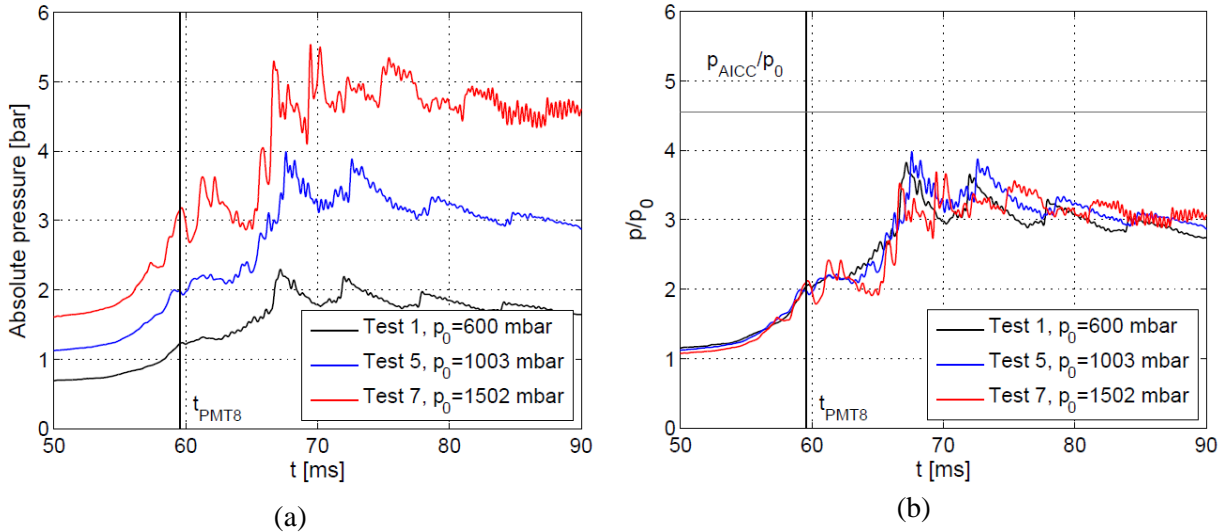 6
5
4
3
2
1
0
Absolute pressure [bar]
50 60 70 80 90
t [ms]
t_PMT8
Test 1, p_0=600 mbar
Test 5, p_0=1003 mbar
Test 7, p_0=1502 mbar
(a)
6
5
4
3
2
1
0
p/p_0
p_AICC/p_0
50 60 70 80 90
t [ms]
t_PMT8
Test 1, p_0=600 mbar
Test 5, p_0=1003 mbar
Test 7, p_0=1502 mbar
(b)